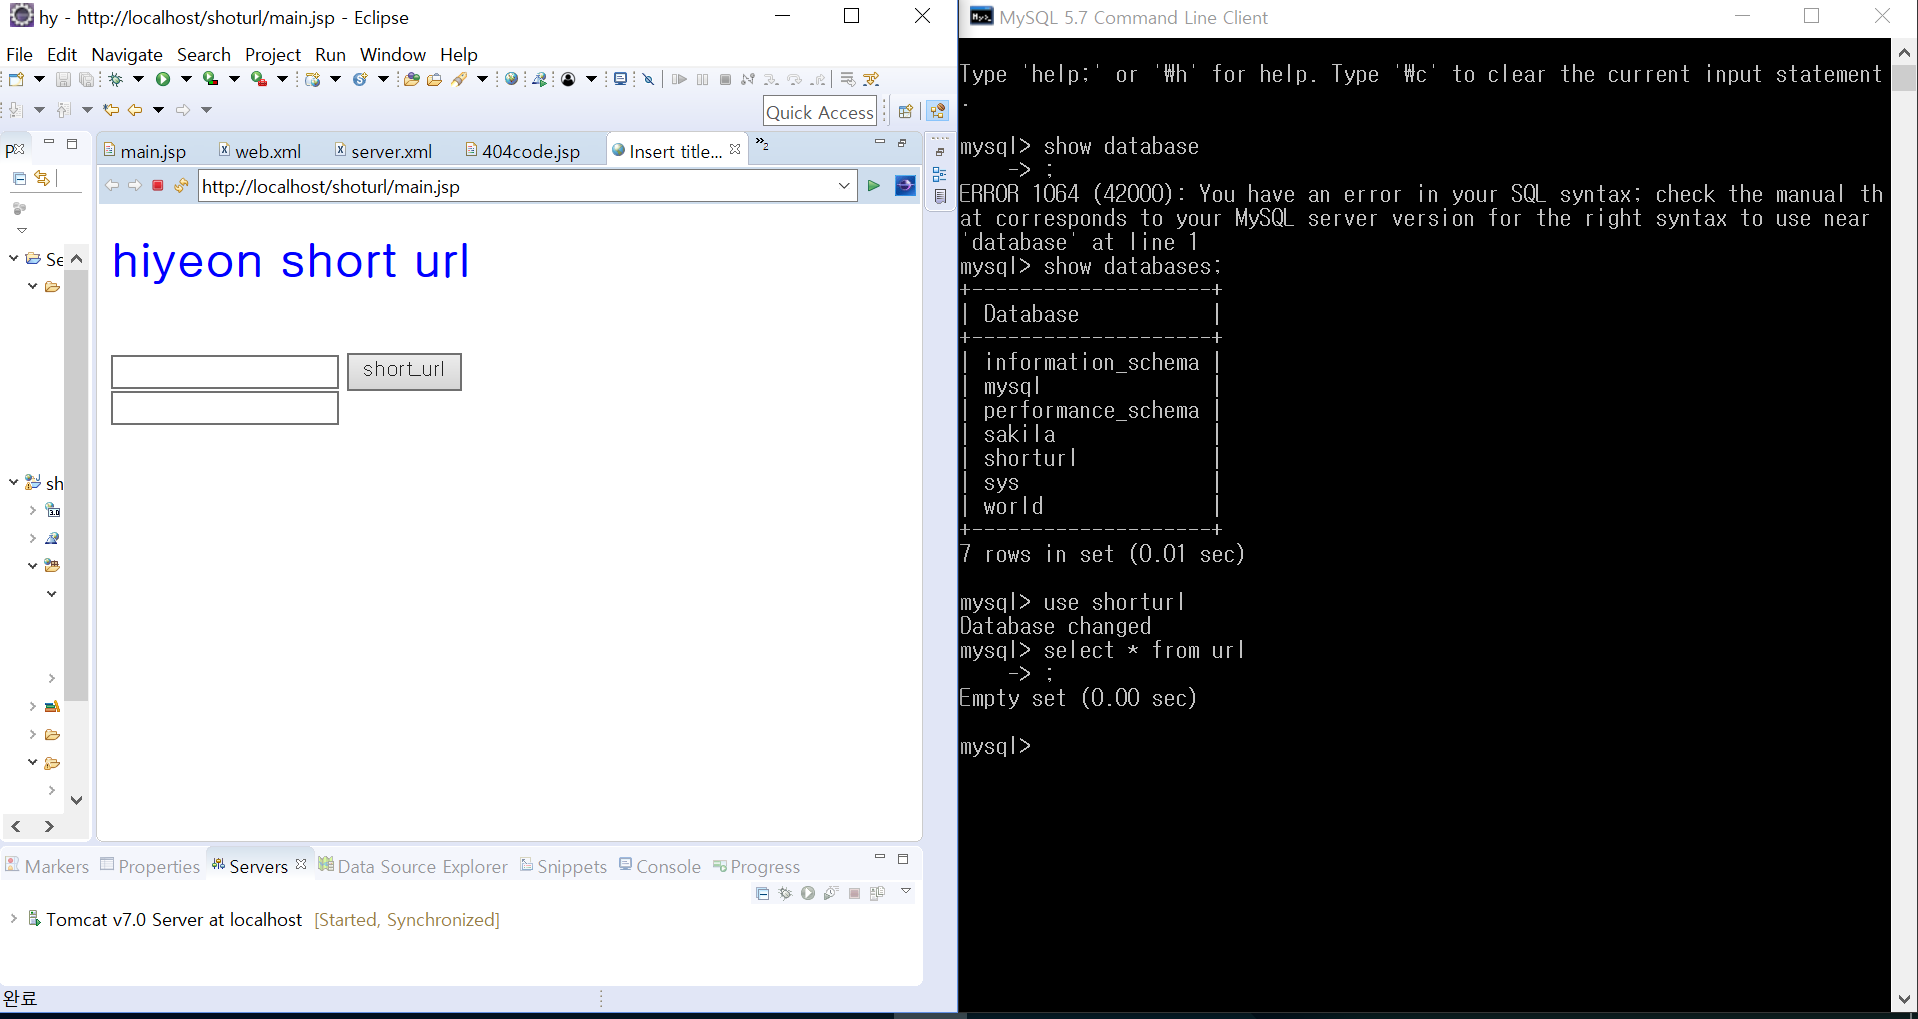 hy - http://localhost/shoturl/main.jsp - Eclipse
File Edit Navigate Search Project Run Window Help
Quick Access
P
main.jsp web.xml server.xml 404code.jsp Insert title... »2
http://localhost/shoturl/main.jsp
Se
sh
3.0
hiyeon short url
short_url
Markers Properties Servers Data Source Explorer Snippets Console Progress
Tomcat v7.0 Server at localhost [Started, Synchronized]
완료
MySQL 5.7 Command Line Client
Type 'help;' or '₩h' for help. Type '₩c' to clear the current input statement
.
mysql> show database
-> ;
ERROR 1064 (42000): You have an error in your SQL syntax; check the manual th
at corresponds to your MySQL server version for the right syntax to use near
'database' at line 1
mysql> show databases;
+--------------------+
| Database           |
+--------------------+
| information_schema |
| mysql              |
| performance_schema |
| sakila             |
| shorturl           |
| sys                |
| world              |
+--------------------+
7 rows in set (0.01 sec)
mysql> use shorturl
Database changed
mysql> select * from url
-> ;
Empty set (0.00 sec)
mysql>